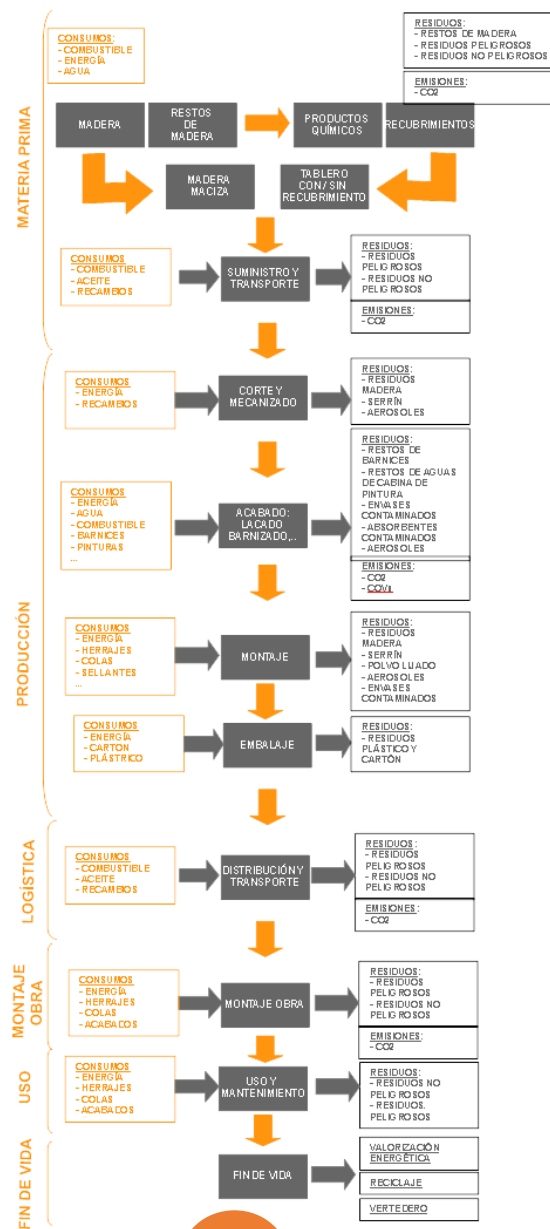 MATERIA PRIMA
CONSUMOS:
- COMBUSTIBLE
- ENERGÍA
- AGUA
RESIDUOS:
- RESTOS DE MADERA
- RESIDUOS PELIGROSOS
- RESIDUOS NO PELIGROSOS
EMISIONES:
- CO2
MADERA
RESTOS
DE
MADERA
PRODUCTOS
QUÍMICOS
RECUBRIMIENTOS
MADERA
MACIZA
TABLERO
CON/ SIN
RECUBRIMIENTO
CONSUMOS
- COMBUSTIBLE
- ACEITE
- RECAMBIOS
SUMINISTRO Y
TRANSPORTE
RESIDUOS:
- RESIDUOS
PELIGROSOS
- RESIDUOS NO
PELIGROSOS
EMISIONES:
- CO2
PRODUCCIÓN
CONSUMOS
- ENERGÍA
- RECAMBIOS
CORTE Y
MECANIZADO
RESIDUOS:
- RESIDUOS
MADERA
- SERRÍN
- AEROSOLES
CONSUMOS
- ENERGÍA
- AGUA
- COMBUSTIBLE
- BARNICES
- PINTURAS
...
ACABADO:
LACADO
BARNIZADO,..
RESIDUOS:
- RESTOS DE
BARNICES
- RESTOS DE AGUAS
DE CABINA DE
PINTURA
- ENVASES
CONTAMINADOS
- ABSORBENTES
CONTAMINADOS
- AEROSOLES
EMISIONES:
- CO2
- COVs
CONSUMOS
- ENERGÍA
- HERRAJES
- COLAS
- SELLANTES
...
MONTAJE
RESIDUOS:
- RESIDUOS
MADERA
- SERRÍN
- POLVO LIJADO
- AEROSOLES
- ENVASES
CONTAMINADOS
CONSUMOS
- ENERGÍA
- CARTON
- PLÁSTRICO
EMBALAJE
RESIDUOS:
- RESIDUOS
PLÁSTICO Y
CARTÓN
LOGÍSTICA
CONSUMOS
- COMBUSTIBLE
- ACEITE
- RECAMBIOS
DISTRIBUCIÓN Y
TRANSPORTE
RESIDUOS:
- RESIDUOS
PELIGROSOS
- RESIDUOS NO
PELIGROSOS
EMISIONES:
- CO2
MONTAJE
OBRA
CONSUMOS
- ENERGÍA
- HERRAJES
- COLAS
- ACABADOS
MONTAJE OBRA
RESIDUOS:
- RESIDUOS
PELIGROSOS
- RESIDUOS NO
PELIGROSOS
EMISIONES:
- CO2
USO
CONSUMOS
- ENERGÍA
- HERRAJES
- COLAS
- ACABADOS
USO Y
MANTENIMIENTO
RESIDUOS:
- RESIDUOS NO
PELIGROSOS
- RESIDUOS.
PELIGROSOS
FIN DE VIDA
FIN DE VIDA
VALORIZACIÓN
ENERGÉTICA
RECICLAJE
VERTEDERO